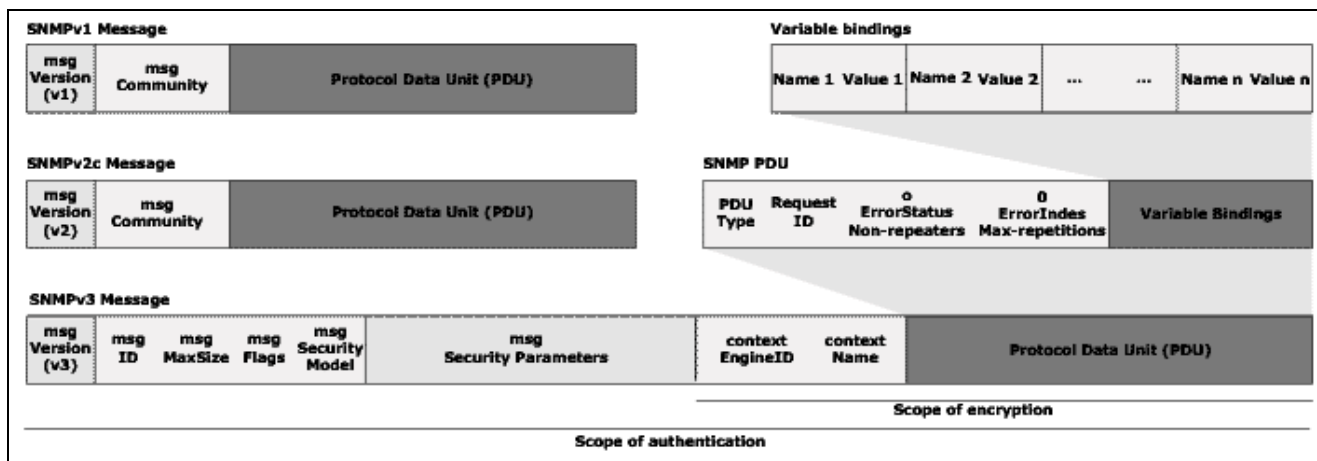 SNMPv1 Message
msg
Version
(v1)
msg
Community
Protocol Data Unit (PDU)
Variable bindings
Name 1 Value 1 Name 2 Value 2 ... ... Name n Value n
SNMPv2c Message
msg
Version
(v2)
msg
Community
Protocol Data Unit (PDU)
SNMP PDU
PDU
Type
Request
ID
0
ErrorStatus
Non-repeaters
0
ErrorIndes
Max-repetitions
Variable Bindings
SNMPv3 Message
msg
Version
(v3)
msg
ID
msg
MaxSize
msg
Flags
msg
Security
Model
msg
Security Parameters
context
EngineID
context
Name
Protocol Data Unit (PDU)
Scope of encryption
Scope of authentication